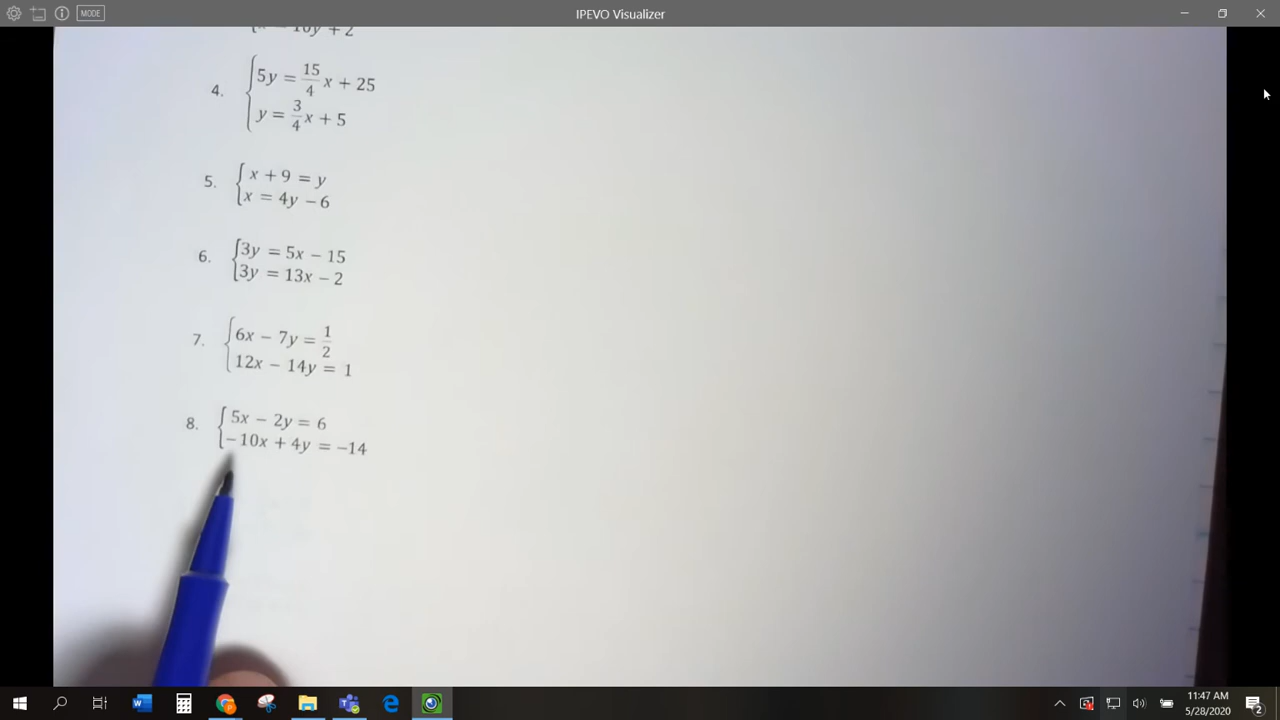 MODE
IPEVO Visualizer
4. {5y = 15/4 x + 25
y = 3/4 x + 5
5. {x + 9 = y
x = 4y − 6
6. {3y = 5x − 15
3y = 13x − 2
7. {6x − 7y = 1/2
12x − 14y = 1
8. {5x − 2y = 6
−10x + 4y = −14
11:47 AM
5/28/2020
2